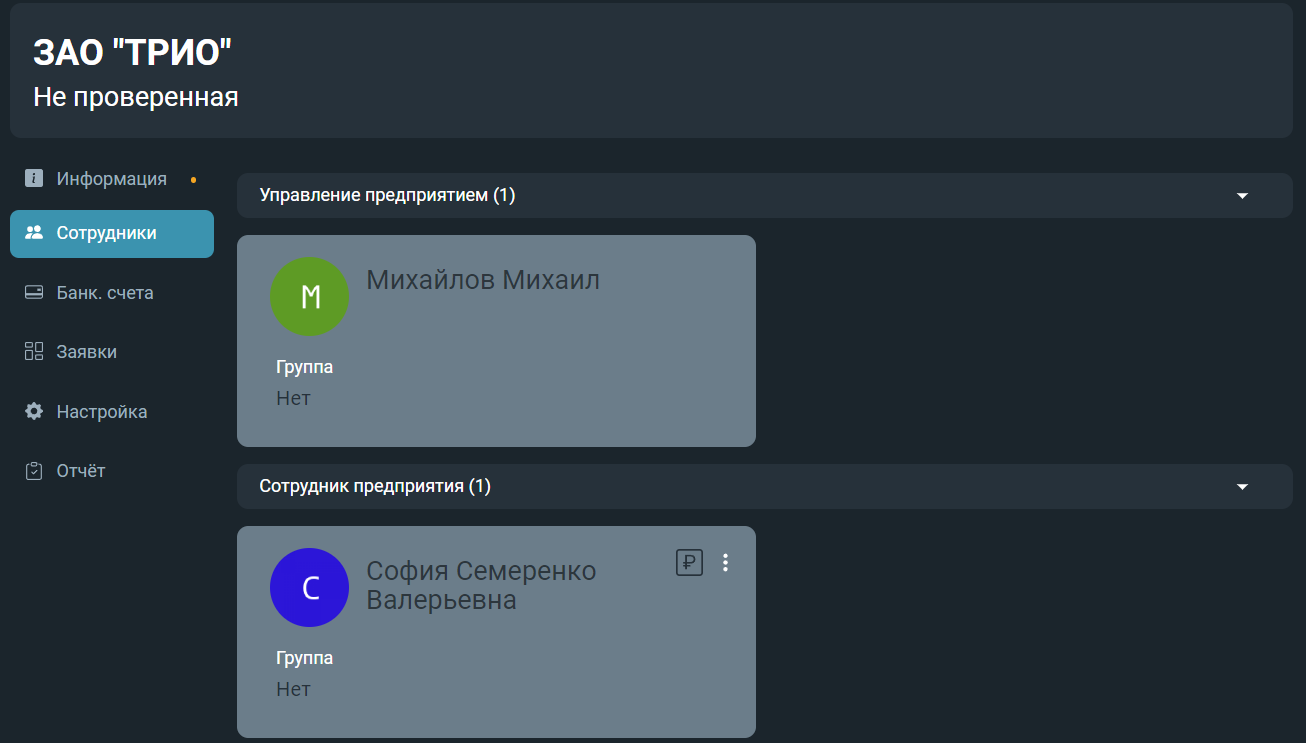 ЗАО "ТРИО"
Не проверенная
Информация
Сотрудники
Банк. счета
Заявки
Настройка
Отчёт
Управление предприятием (1)
М
Михайлов Михаил
Группа
Нет
Сотрудник предприятия (1)
С
София Семеренко
Валерьевна
₽
Группа
Нет